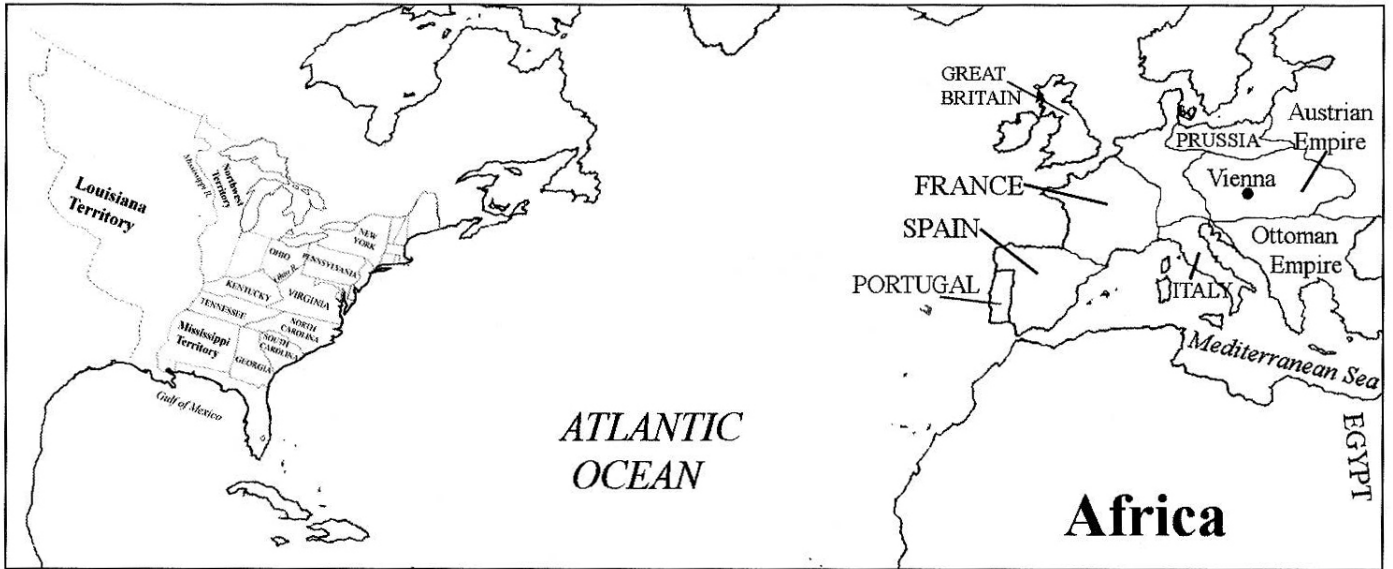 Louisiana
Territory
Mississippi R.
Northwest
Territory
NEW
YORK
OHIO
PENNSYLVANIA
Ohio R.
KENTUCKY
VIRGINIA
TENNESSEE
NORTH
CAROLINA
SOUTH
CAROLINA
Mississippi
Territory
GEORGIA
Gulf of Mexico
ATLANTIC
OCEAN
GREAT
BRITAIN
PRUSSIA
Austrian
Empire
Vienna
FRANCE
SPAIN
PORTUGAL
ITALY
Ottoman
Empire
Mediterranean Sea
EGYPT
Africa